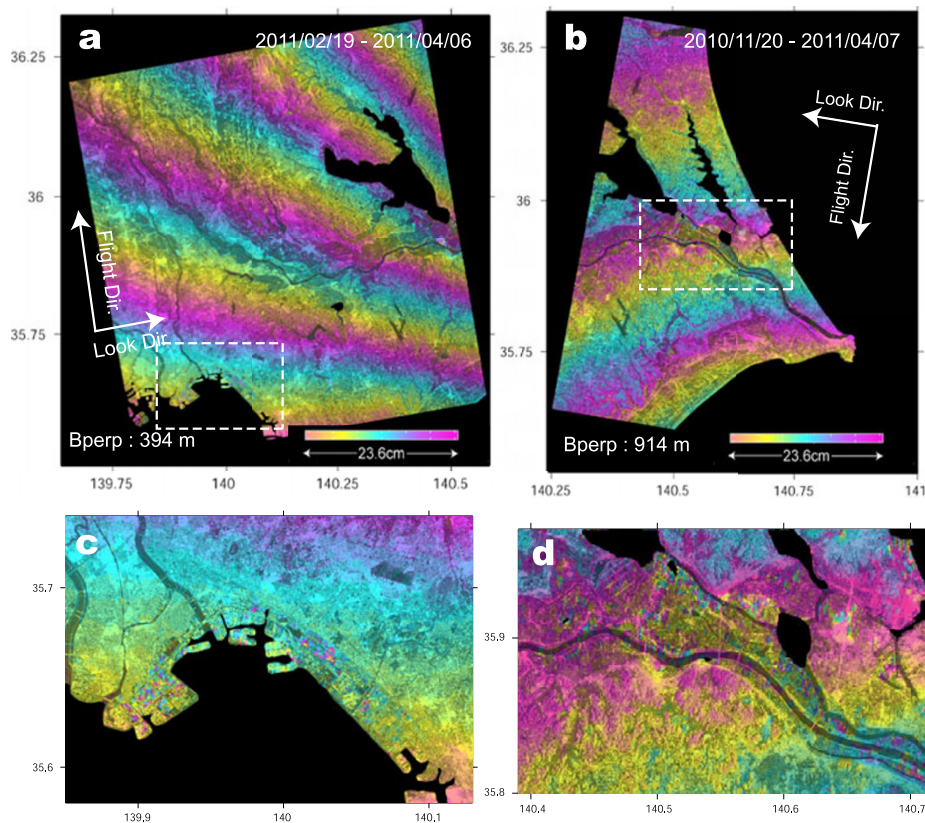 a
2011/02/19 - 2011/04/06
36.25
36
35.75
Flight Dir.
Look Dir.
Bperp : 394 m
23.6cm
139.75
140
140.25
140.5
b
2010/11/20 - 2011/04/07
36.25
36
35.75
Look Dir.
Flight Dir.
Bperp : 914 m
23.6cm
140.25
140.5
140.75
141
c
35.7
35.6
139.9
140
140.1
d
35.9
35.8
140.4
140.5
140.6
140.7